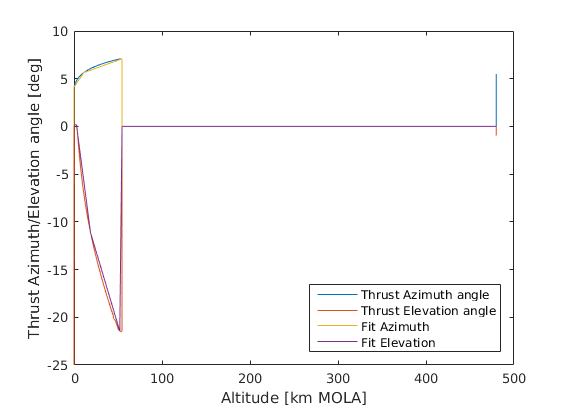 10
5
0
-5
-10
-15
-20
-25
Thrust Azimuth/Elevation angle [deg]
Thrust Azimuth angle
Thrust Elevation angle
Fit Azimuth
Fit Elevation
0
100
200
300
400
500
Altitude [km MOLA]